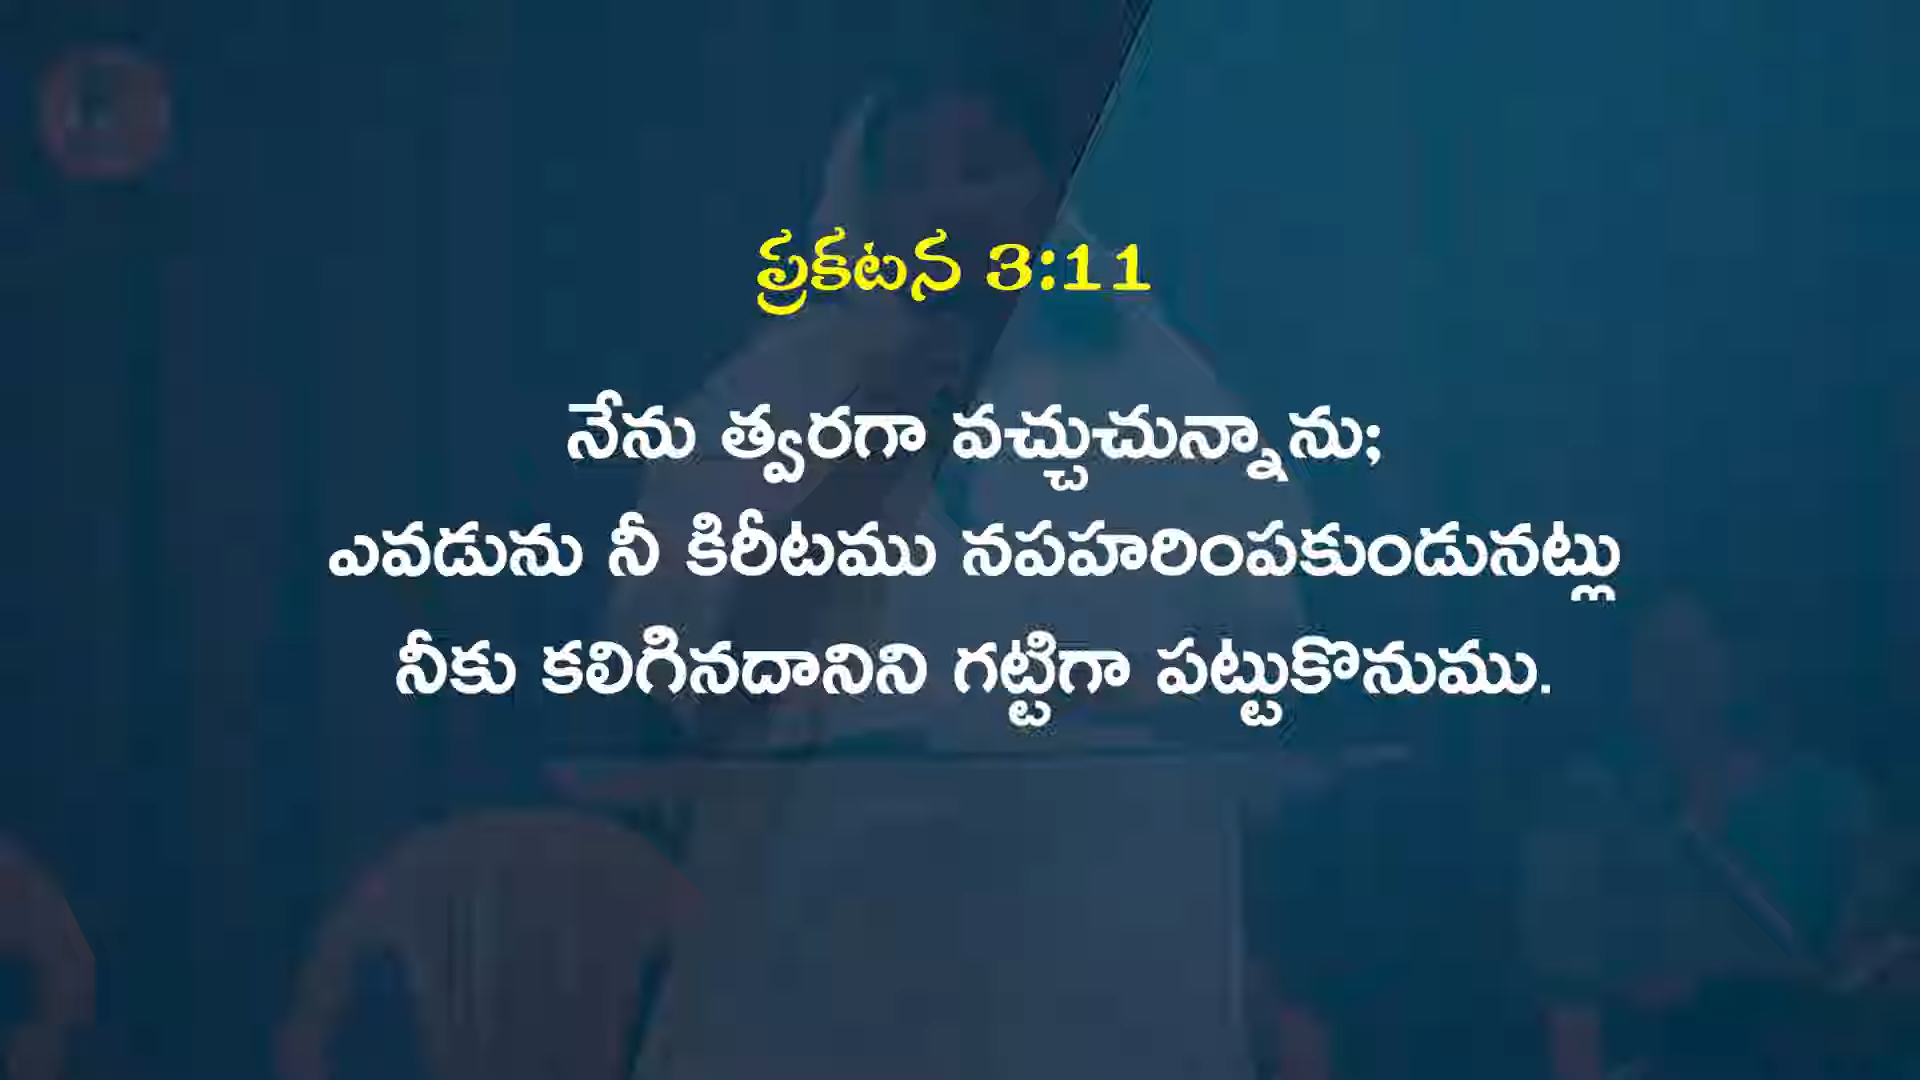 ప్రకటన 3:11
నేను త్వరగా వచ్చుచున్నాను;
ఎవడును నీ కిరీటము నపహరింపకుండునట్లు
నీకు కలిగినదానిని గట్టిగా పట్టుకొనుము.